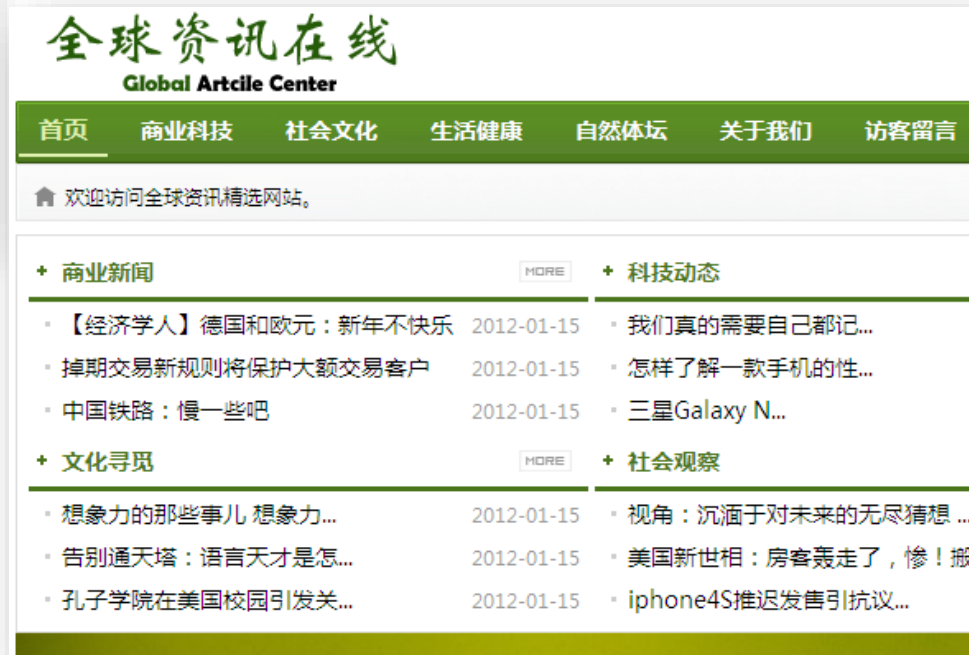 全球资讯在线
Global Artcile Center
首页 商业科技 社会文化 生活健康 自然体坛 关于我们 访客留言
欢迎访问全球资讯精选网站。
商业新闻 MORE
【经济学人】德国和欧元：新年不快乐 2012-01-15
掉期交易新规则将保护大额交易客户 2012-01-15
中国铁路：慢一些吧 2012-01-15
科技动态
我们真的需要自己都记...
怎样了解一款手机的性...
三星Galaxy N...
文化寻觅 MORE
想象力的那些事儿 想象力... 2012-01-15
告别通天塔：语言天才是怎... 2012-01-15
孔子学院在美国校园引发关... 2012-01-15
社会观察
视角：沉湎于对未来的无尽猜想 ...
美国新世相：房客轰走了，惨！搬
iphone4S推迟发售引抗议...